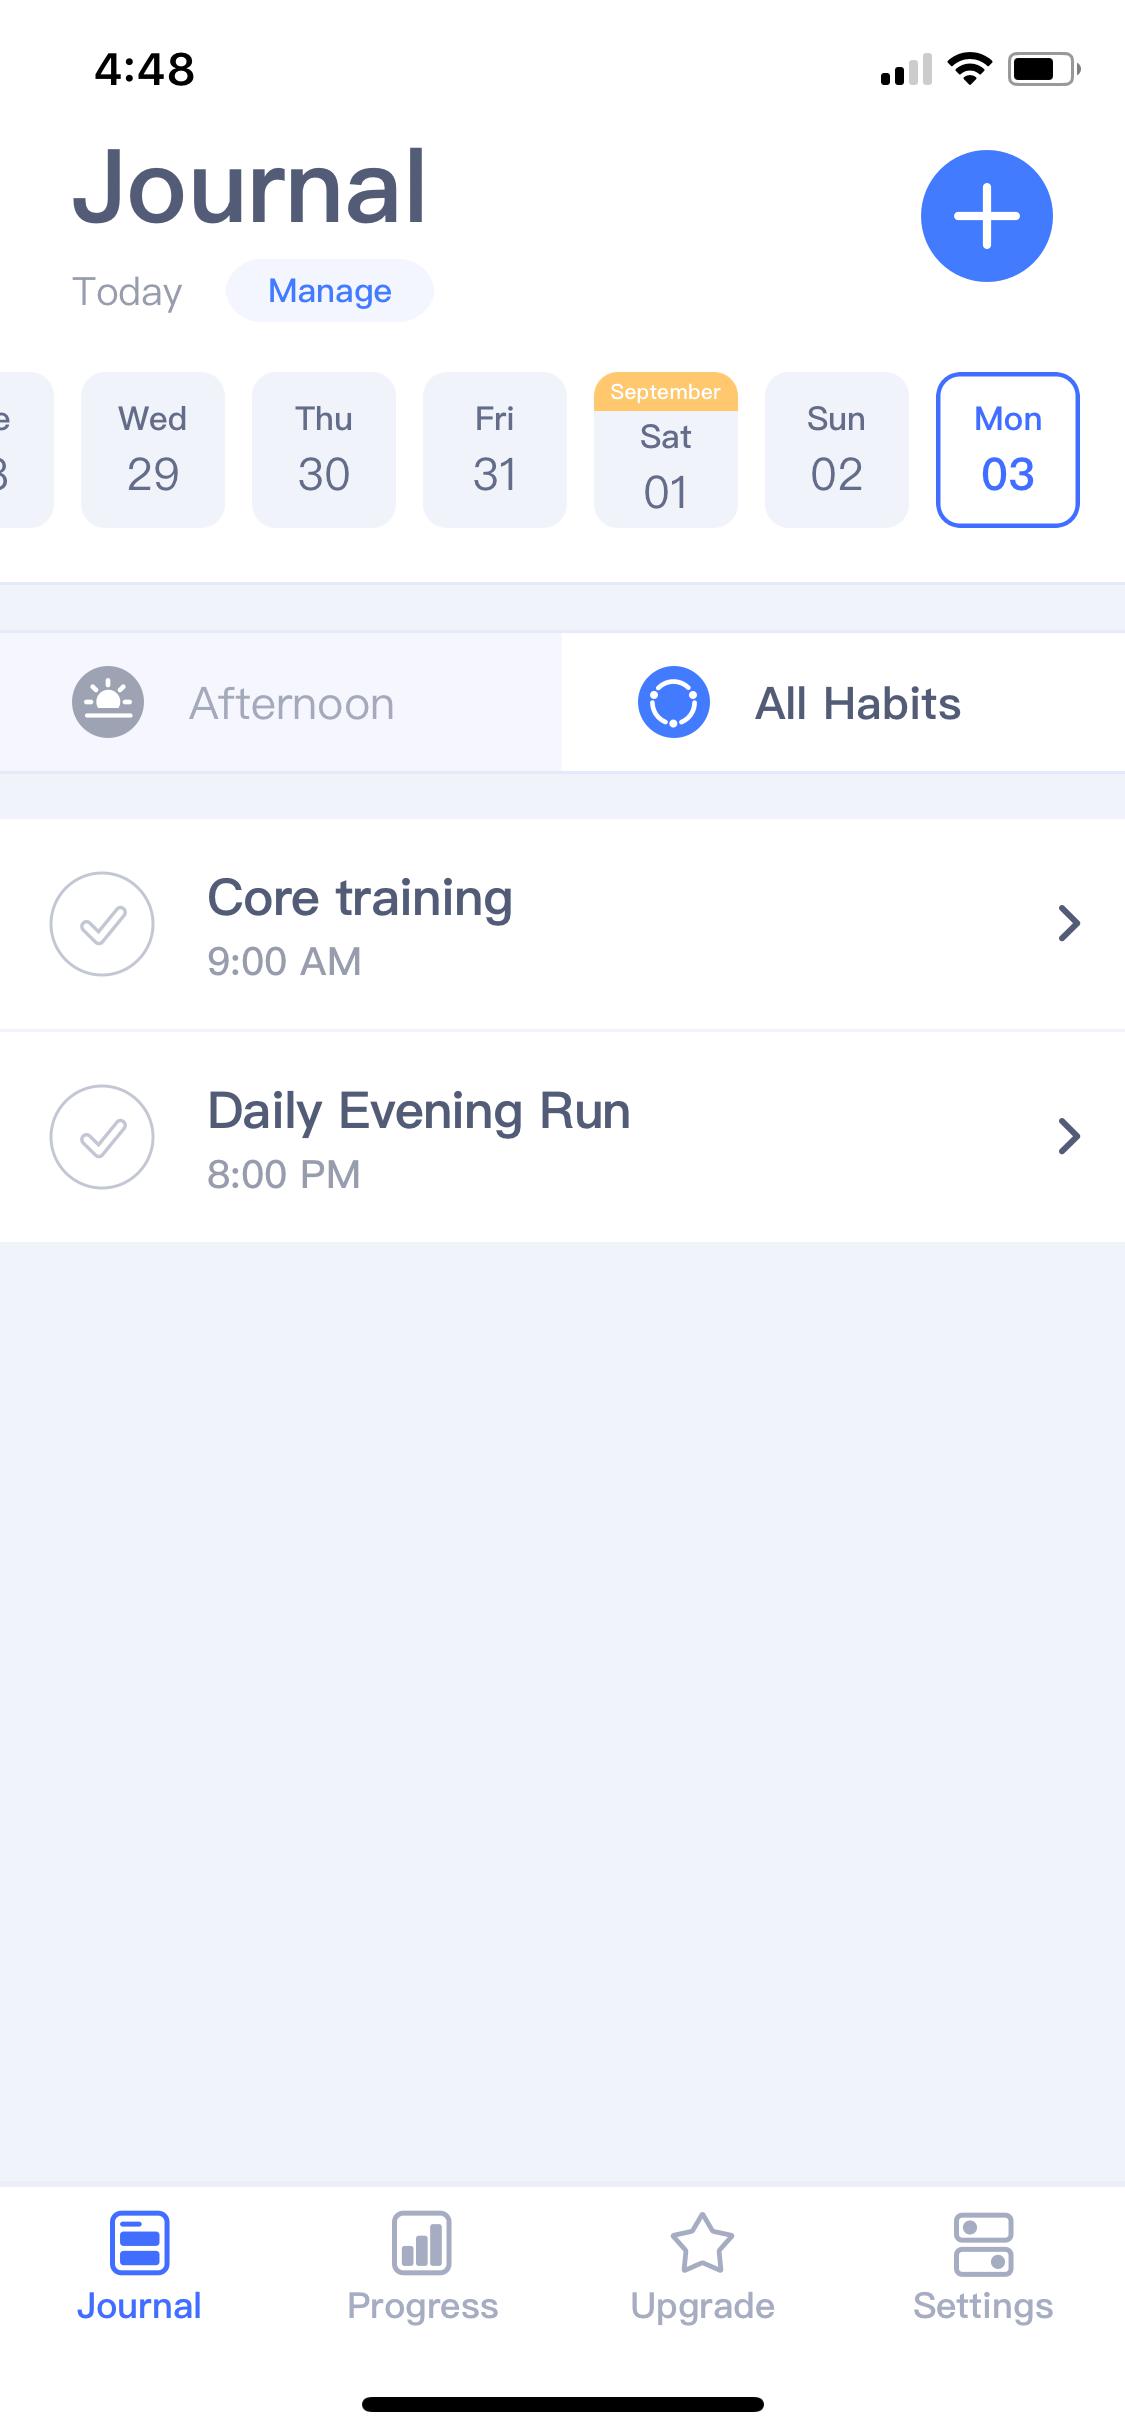 4:48
Journal
Today Manage
e Wed Thu Fri September Sat Sun Mon
29 30 31 01 02 03
Afternoon All Habits
Core training
9:00 AM
Daily Evening Run
8:00 PM
Journal Progress Upgrade Settings